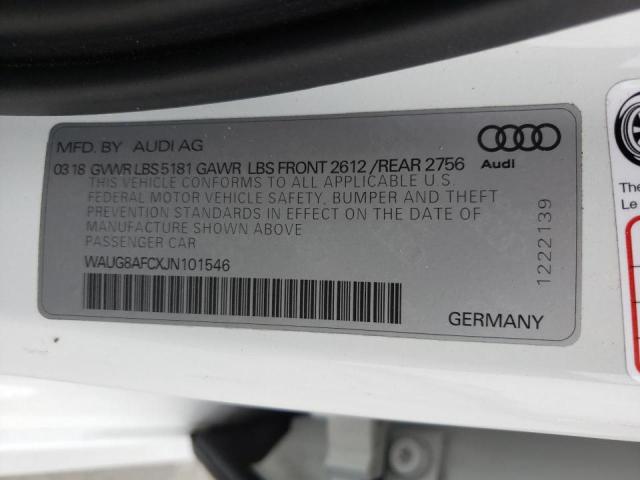 MFD. BY AUDI AG
03 18 GVWR LBS 5181 GAWR LBS FRONT 2612 /REAR 2756
THIS VEHICLE CONFORMS TO ALL APPLICABLE U.S.
FEDERAL MOTOR VEHICLE SAFETY, BUMPER AND THEFT
PREVENTION STANDARDS IN EFFECT ON THE DATE OF
MANUFACTURE SHOWN ABOVE.
PASSENGER CAR
WAUG8AFCXJN101546
Audi
1222139
GERMANY
The
Le